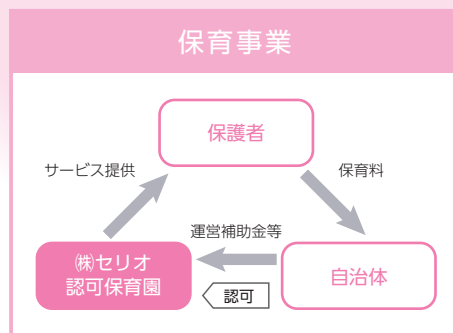 保育事業
保護者
サービス提供
保育料
運営補助金等
㈱セリオ
認可保育園
自治体
認可